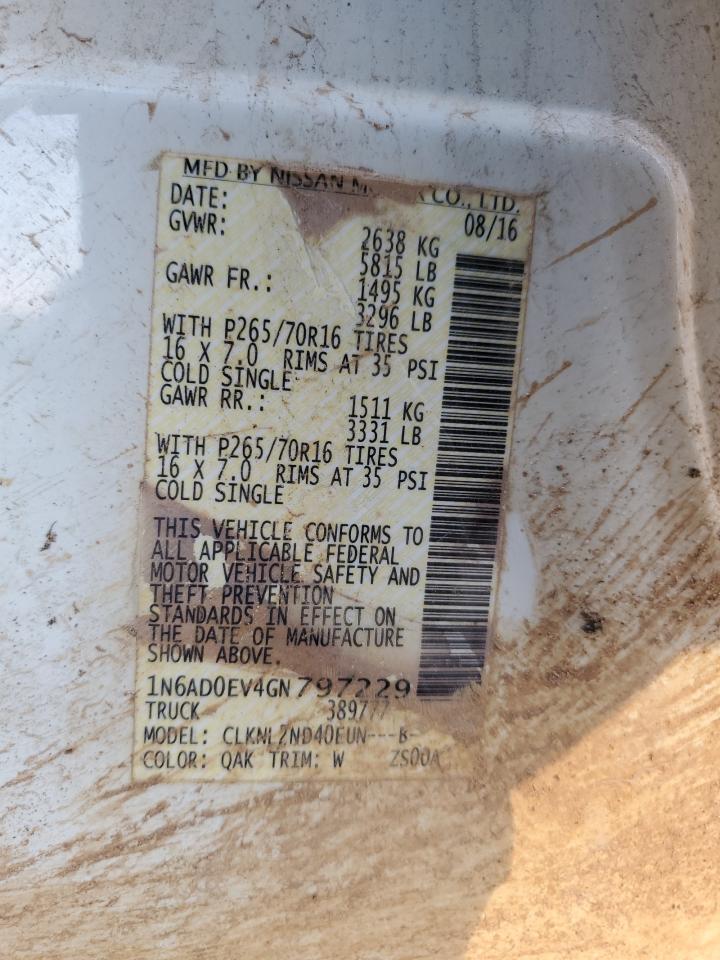 MFD BY NISSAN CO., LTD.
DATE: 08/16
GVWR: 2638 KG
5815 LB
GAWR FR.: 1495 KG
3296 LB
WITH P265/70R16 TIRES
16 X 7.0 RIMS AT 35 PSI
COLD SINGLE
GAWR RR.: 1511 KG
3331 LB
WITH P265/70R16 TIRES
16 X 7.0 RIMS AT 35 PSI
COLD SINGLE
THIS VEHICLE CONFORMS TO
ALL APPLICABLE FEDERAL
MOTOR VEHICLE SAFETY AND
THEFT PREVENTION
STANDARDS IN EFFECT ON
THE DATE OF MANUFACTURE
SHOWN ABOVE.
1N6AD0EV4GN797229
TRUCK 389777
MODEL: CLKNL2ND40EUN---B-
COLOR: QAK TRIM: W ZS00A